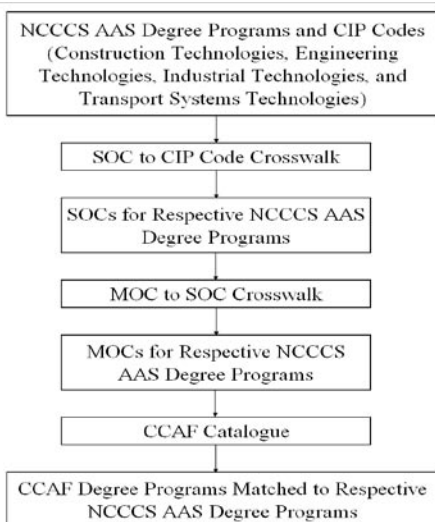 NCCCS AAS Degree Programs and CIP Codes
(Construction Technologies, Engineering
Technologies, Industrial Technologies, and
Transport Systems Technologies)
SOC to CIP Code Crosswalk
SOCs for Respective NCCCS AAS
Degree Programs
MOC to SOC Crosswalk
MOCs for Respective NCCCS
AAS Degree Programs
CCAF Catalogue
CCAF Degree Programs Matched to Respective
NCCCS AAS Degree Programs